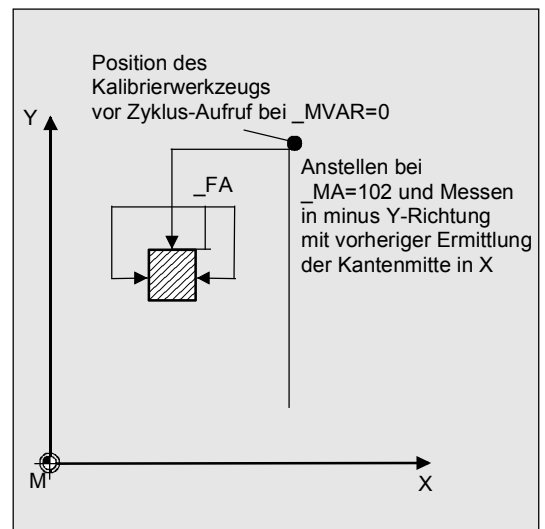 Position des
Kalibrierwerkzeugs
vor Zyklus-Aufruf bei _MVAR=0
Y
Anstellen bei
_MA=102 und Messen
in minus Y-Richtung
mit vorheriger Ermittlung
der Kantenmitte in X
_FA
M
X